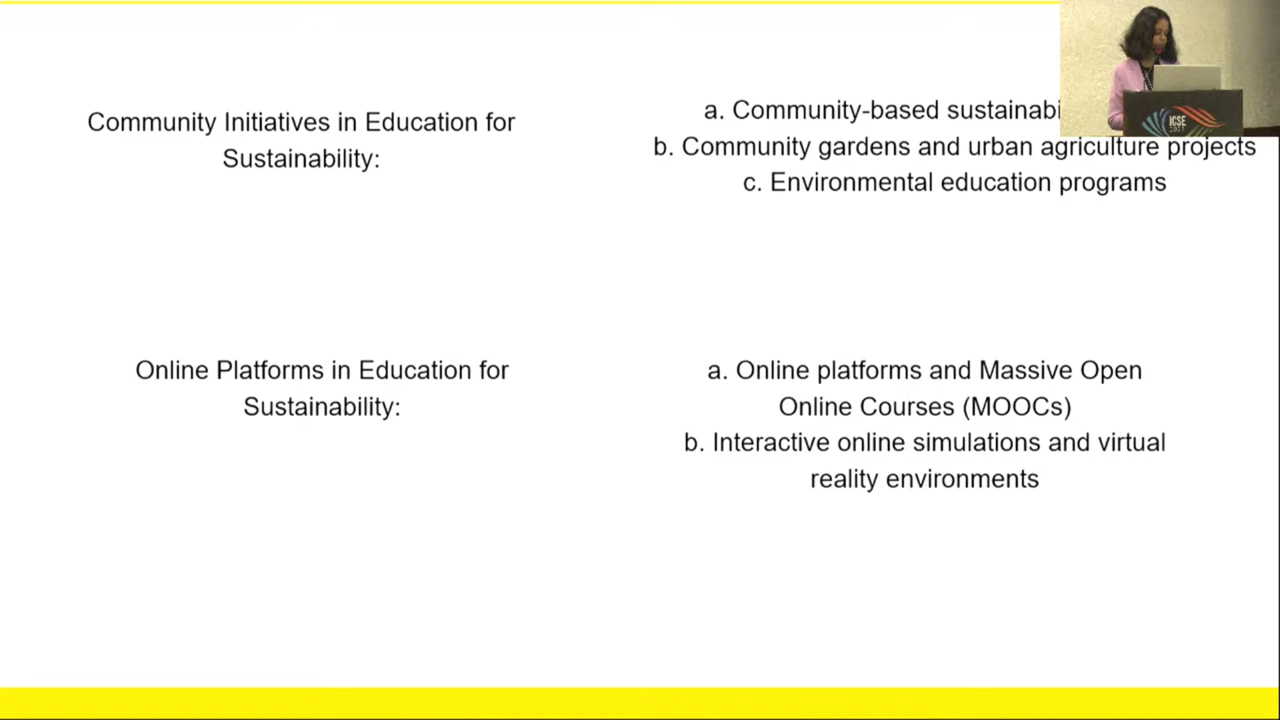 Community Initiatives in Education for
Sustainability:
a. Community-based
b. Community gardens and urban agriculture projects
c. Environmental education programs
Online Platforms in Education for
Sustainability:
a. Online platforms and Massive Open
Online Courses (MOOCs)
b. Interactive online simulations and virtual
reality environments
ICSE